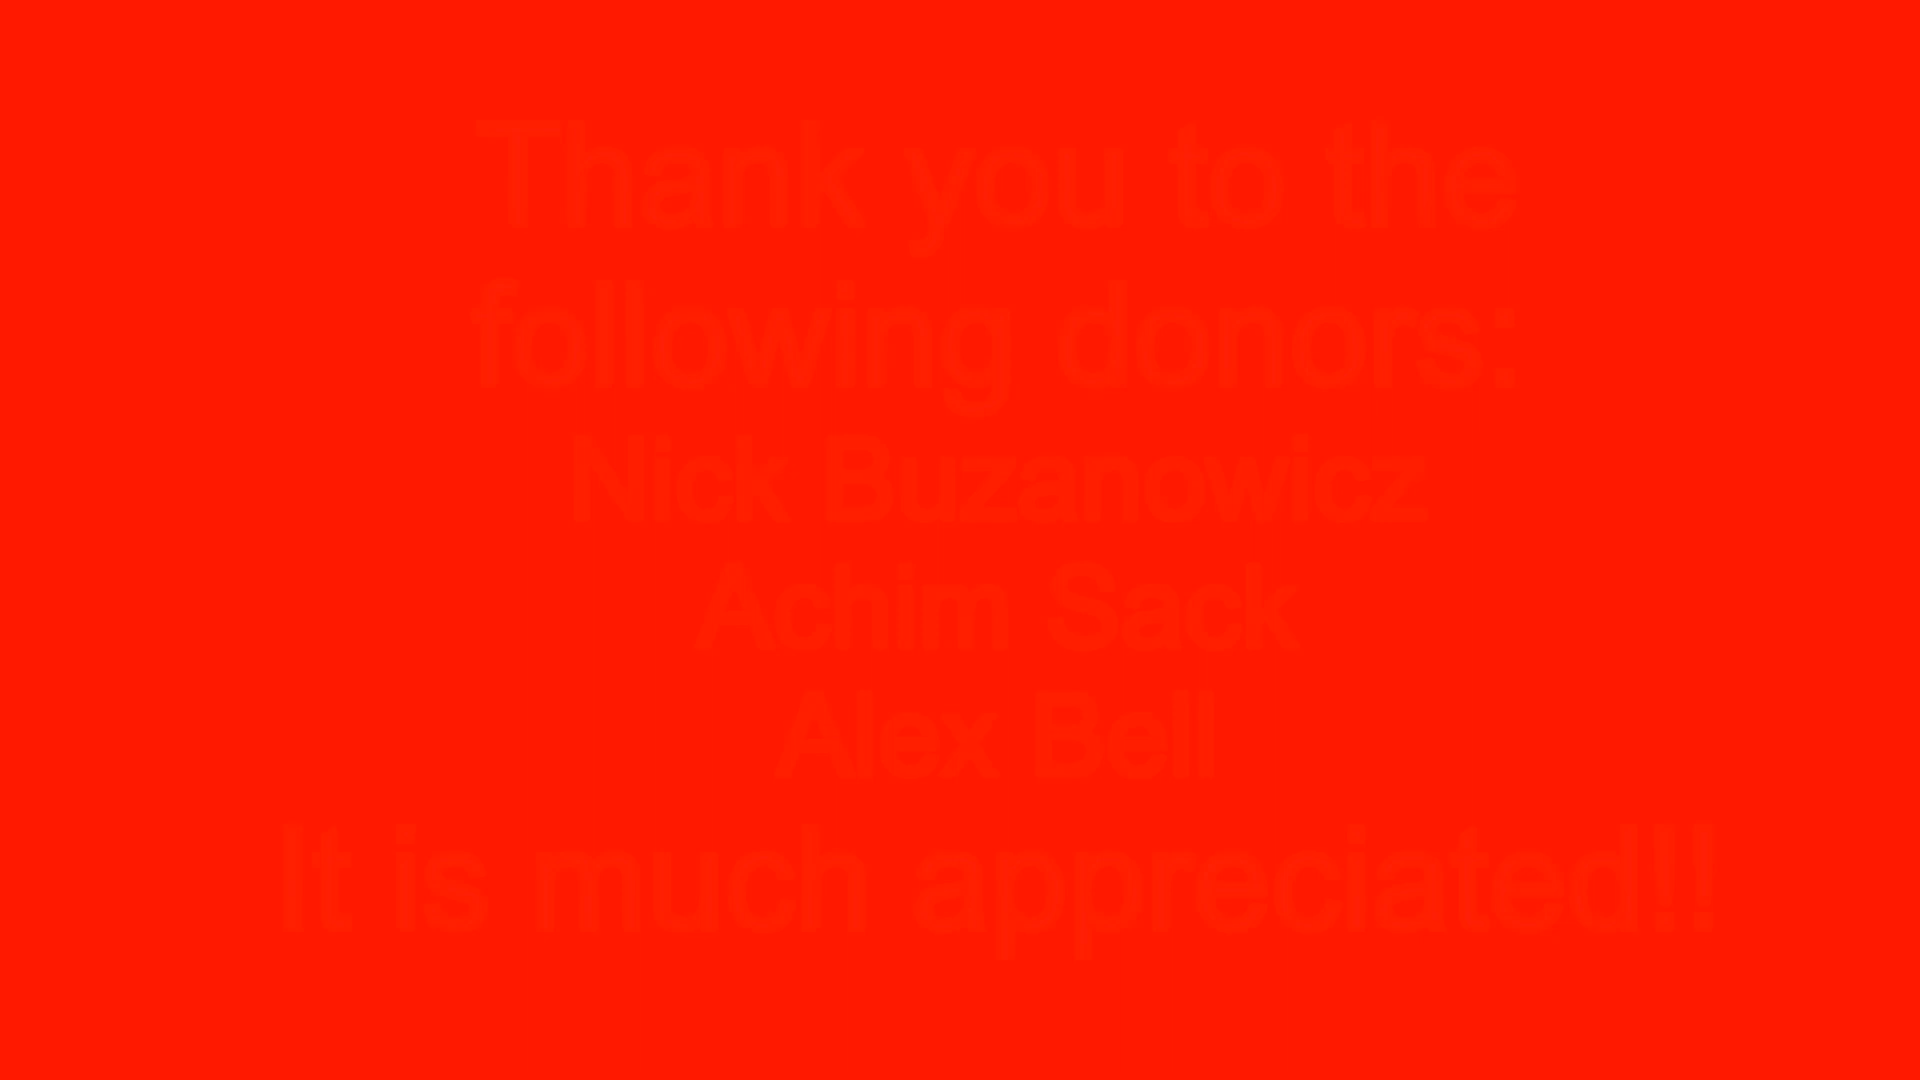 Thank you to the
following donors:
Nick Buzanowicz
Achim Sack
Alex Bell
It is much appreciated!!